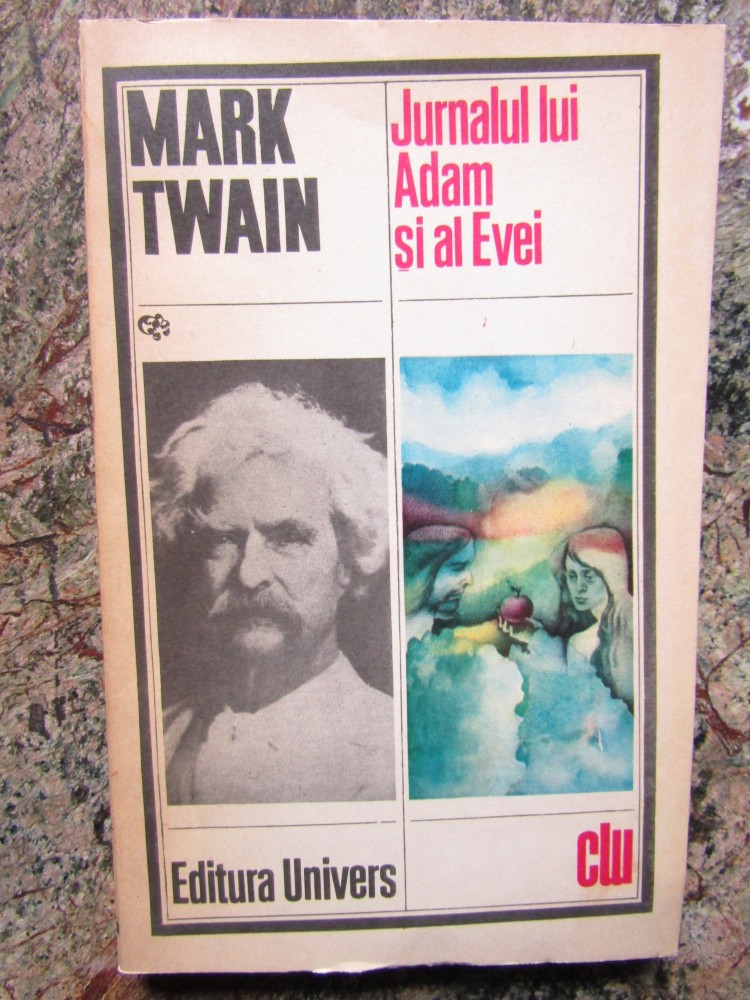 MARK
TWAIN
Jurnalul lui
Adam
și al Evei
Editura Univers
clu